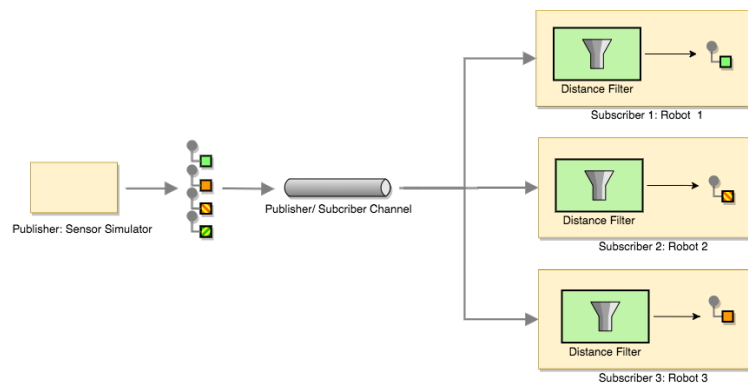 Distance Filter
Subscriber 1: Robot 1
Publisher: Sensor Simulator
Publisher/ Subcriber Channel
Distance Filter
Subscriber 2: Robot 2
Distance Filter
Subscriber 3: Robot 3